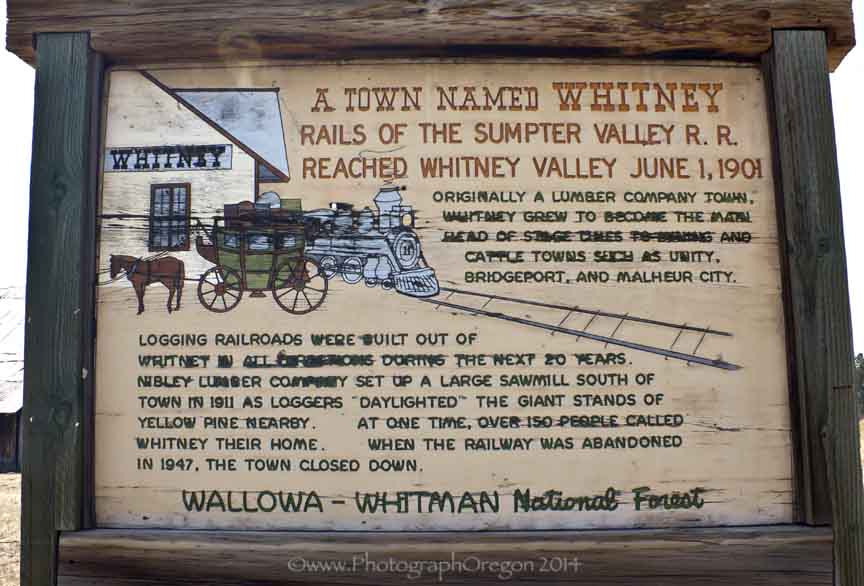 A TOWN NAMED WHITNEY
RAILS OF THE SUMPTER VALLEY R. R.
REACHED WHITNEY VALLEY JUNE 1, 1901
WHITNEY
ORIGINALLY A LUMBER COMPANY TOWN,
WHITNEY GREW TO BECOME THE MAIN
HEAD OF STAGE LINES TO MINING AND
CATTLE TOWNS SUCH AS UNITY,
BRIDGEPORT, AND MALHEUR CITY.
LOGGING RAILROADS WERE BUILT OUT OF
WHITNEY IN ALL DIRECTIONS DURING THE NEXT 20 YEARS.
NIBLEY LUMBER COMPANY SET UP A LARGE SAWMILL SOUTH OF
TOWN IN 1911 AS LOGGERS "DAYLIGHTED" THE GIANT STANDS OF
YELLOW PINE NEARBY. AT ONE TIME, OVER 150 PEOPLE CALLED
WHITNEY THEIR HOME. WHEN THE RAILWAY WAS ABANDONED
IN 1947, THE TOWN CLOSED DOWN.
WALLOWA - WHITMAN National Forest
©www.PhotographOregon 2014